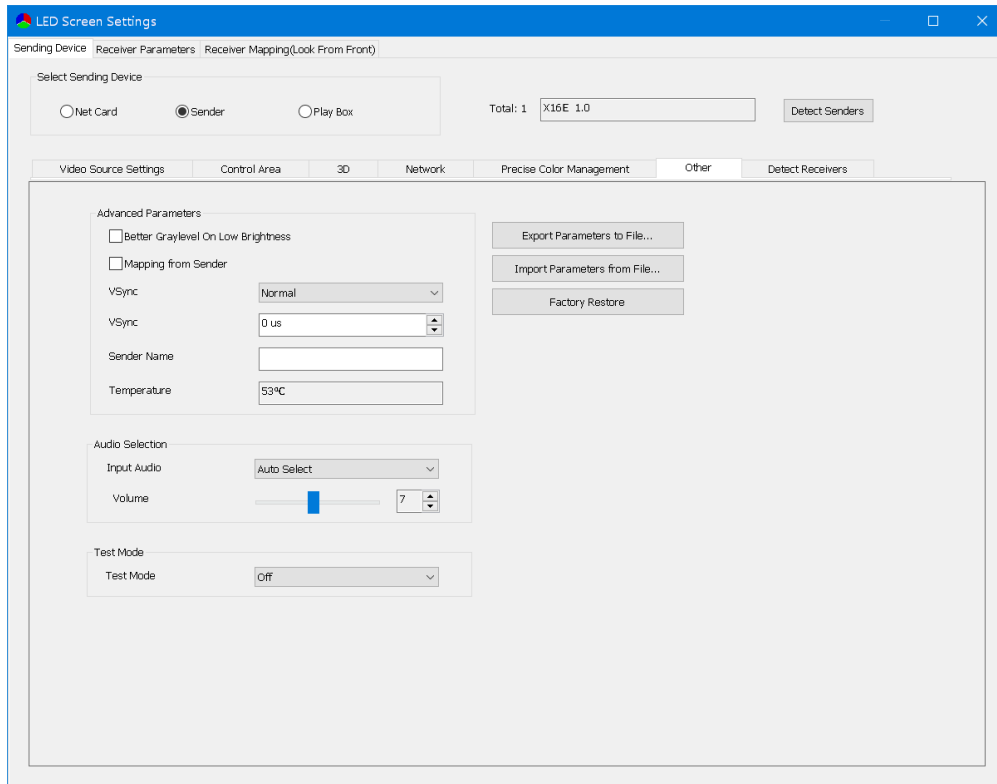 LED Screen Settings
Sending Device Receiver Parameters Receiver Mapping(Look From Front)
Select Sending Device
Net Card Sender Play Box
Total: 1 X16E 1.0 Detect Senders
Video Source Settings Control Area 3D Network Precise Color Management Other Detect Receivers
Advanced Parameters
Better Graylevel On Low Brightness
Mapping from Sender
VSync Normal
VSync 0 us
Sender Name
Temperature 53ºC
Export Parameters to File...
Import Parameters from File...
Factory Restore
Audio Selection
Input Audio Auto Select
Volume 7
Test Mode
Test Mode Off